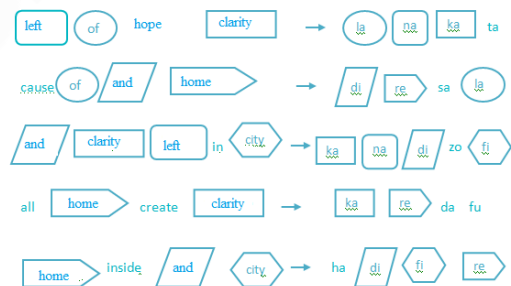 left of hope clarity → la na ka ta
cause of and home → di re sa la
and clarity left in city → ka na di zo fi
all home create clarity → ka re da fu
home inside and city → ha di fi re